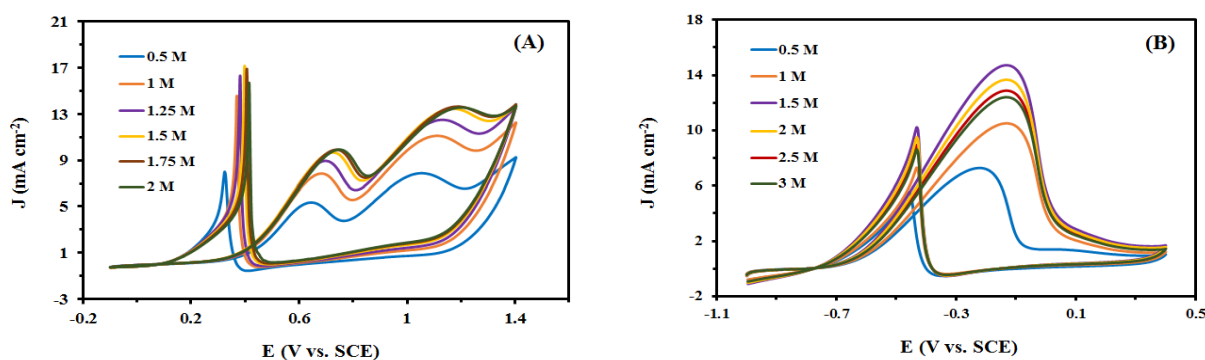 (A)
J (mA cm⁻²)
21
17
13
9
5
1
-3
0.5 M
1 M
1.25 M
1.5 M
1.75 M
2 M
-0.2
0.2
0.6
1
1.4
E (V vs. SCE)
(B)
J (mA cm⁻²)
18
14
10
6
2
-2
0.5 M
1 M
1.5 M
2 M
2.5 M
3 M
-1.1
-0.7
-0.3
0.1
0.5
E (V vs. SCE)